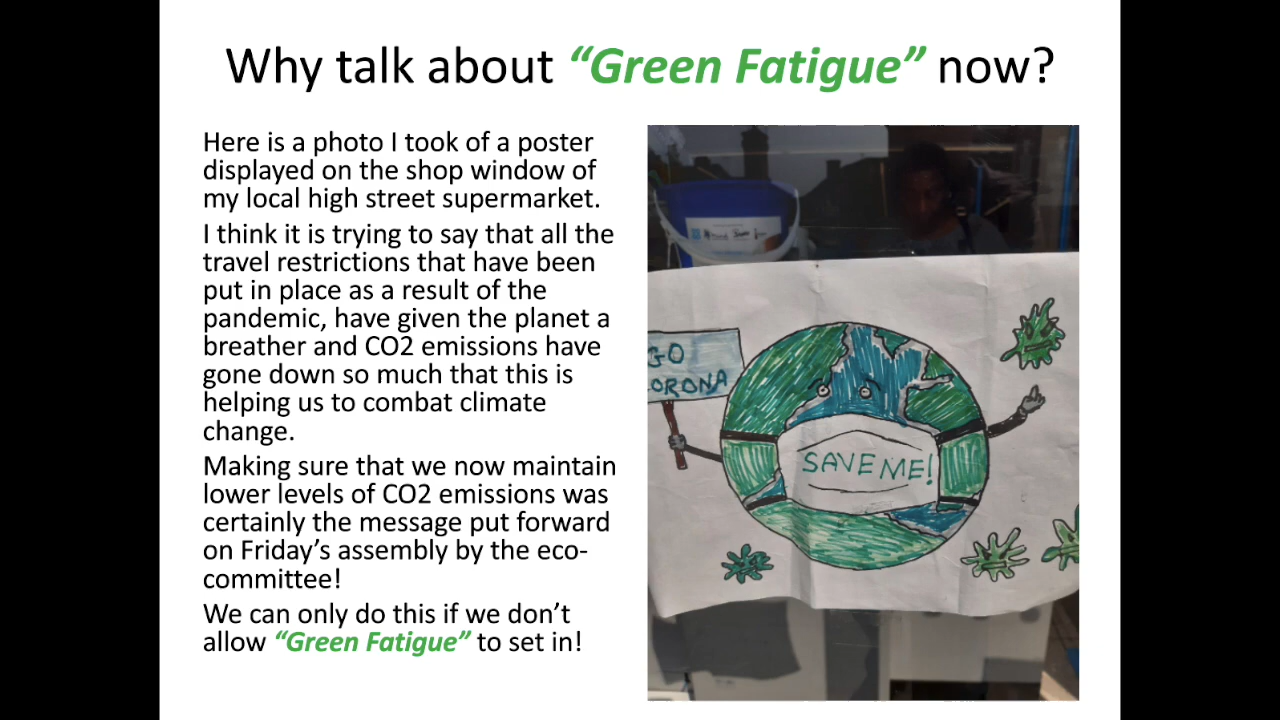 Why talk about “Green Fatigue” now?
Here is a photo I took of a poster
displayed on the shop window of
my local high street supermarket.
I think it is trying to say that all the
travel restrictions that have been
put in place as a result of the
pandemic, have given the planet a
breather and CO2 emissions have
gone down so much that this is
helping us to combat climate
change.
Making sure that we now maintain
lower levels of CO2 emissions was
certainly the message put forward
on Friday’s assembly by the eco-
committee!
We can only do this if we don’t
allow “Green Fatigue” to set in!
GO
ORONA
SAVE ME!